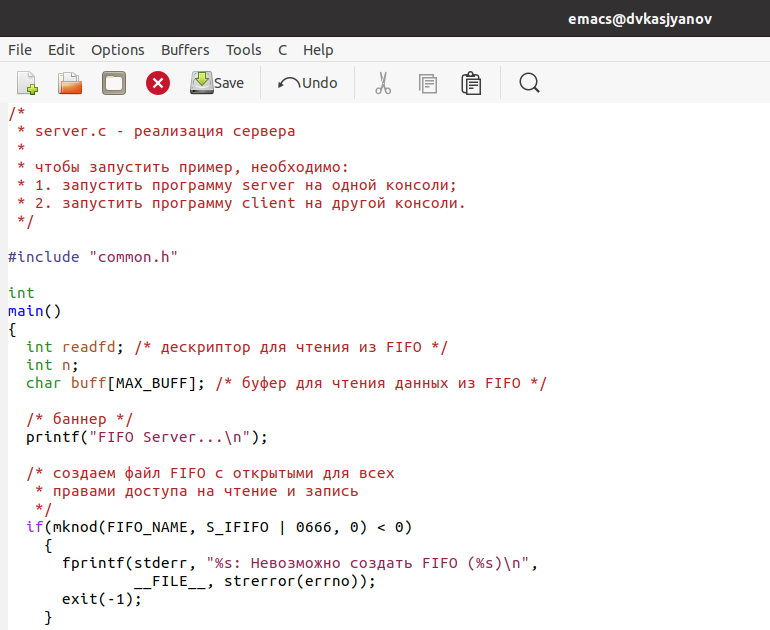 emacs@dvkasjyanov
File Edit Options Buffers Tools C Help
Save Undo
/*
 * server.c - реализация сервера
 *
 * чтобы запустить пример, необходимо:
 * 1. запустить программу server на одной консоли;
 * 2. запустить программу client на другой консоли.
 */

#include "common.h"

int
main()
{
  int readfd; /* дескриптор для чтения из FIFO */
  int n;
  char buff[MAX_BUFF]; /* буфер для чтения данных из FIFO */

  /* баннер */
  printf("FIFO Server...\n");

  /* создаем файл FIFO с открытыми для всех
   * правами доступа на чтение и запись
   */
  if(mknod(FIFO_NAME, S_IFIFO | 0666, 0) < 0)
    {
      fprintf(stderr, "%s: Невозможно создать FIFO (%s)\n",
              __FILE__, strerror(errno));
      exit(-1);
    }